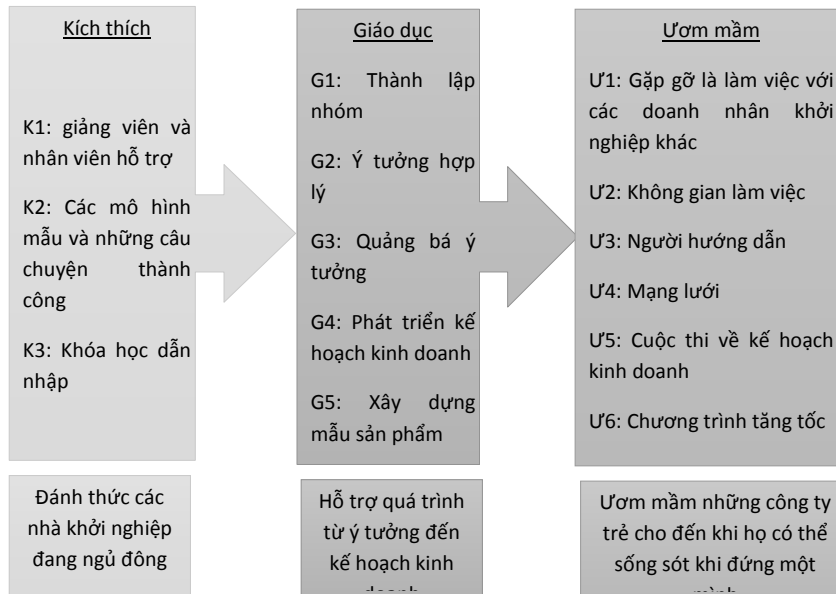 Kích thích
K1: giảng viên và
nhân viên hỗ trợ
K2: Các mô hình
mẫu và những câu
chuyện thành
công
K3: Khóa học dẫn
nhập
Giáo dục
G1: Thành lập
nhóm
G2: Ý tưởng hợp
lý
G3: Quảng bá ý
tưởng
G4: Phát triển kế
hoạch kinh doanh
G5: Xây dựng
mẫu sản phẩm
Ươm mầm
Ư1: Gặp gỡ là làm việc với
các doanh nhân khởi
nghiệp khác
Ư2: Không gian làm việc
Ư3: Người hướng dẫn
Ư4: Mạng lưới
Ư5: Cuộc thi về kế hoạch
kinh doanh
Ư6: Chương trình tăng tốc
Đánh thức các
nhà khởi nghiệp
đang ngủ đông
Hỗ trợ quá trình
từ ý tưởng đến
kế hoạch kinh
Ươm mầm những công ty
trẻ cho đến khi họ có thể
sống sót khi đứng một